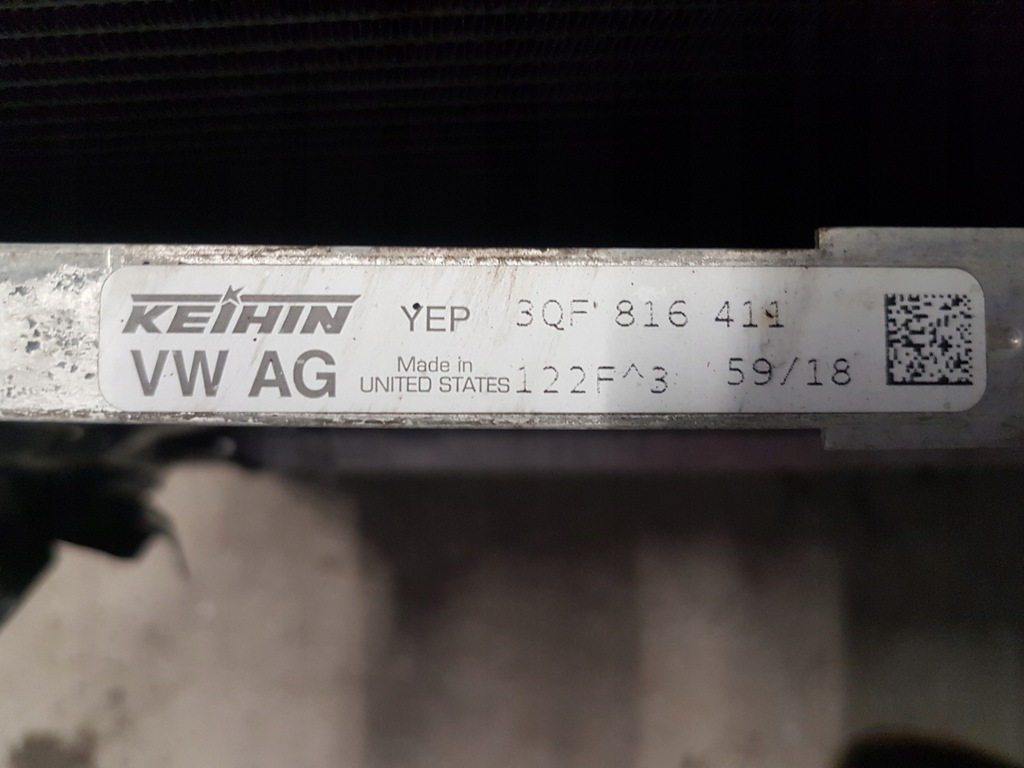 KEIHIN YEP 3QF 816 411
VW AG Made in UNITED STATES 122F^3 59/18